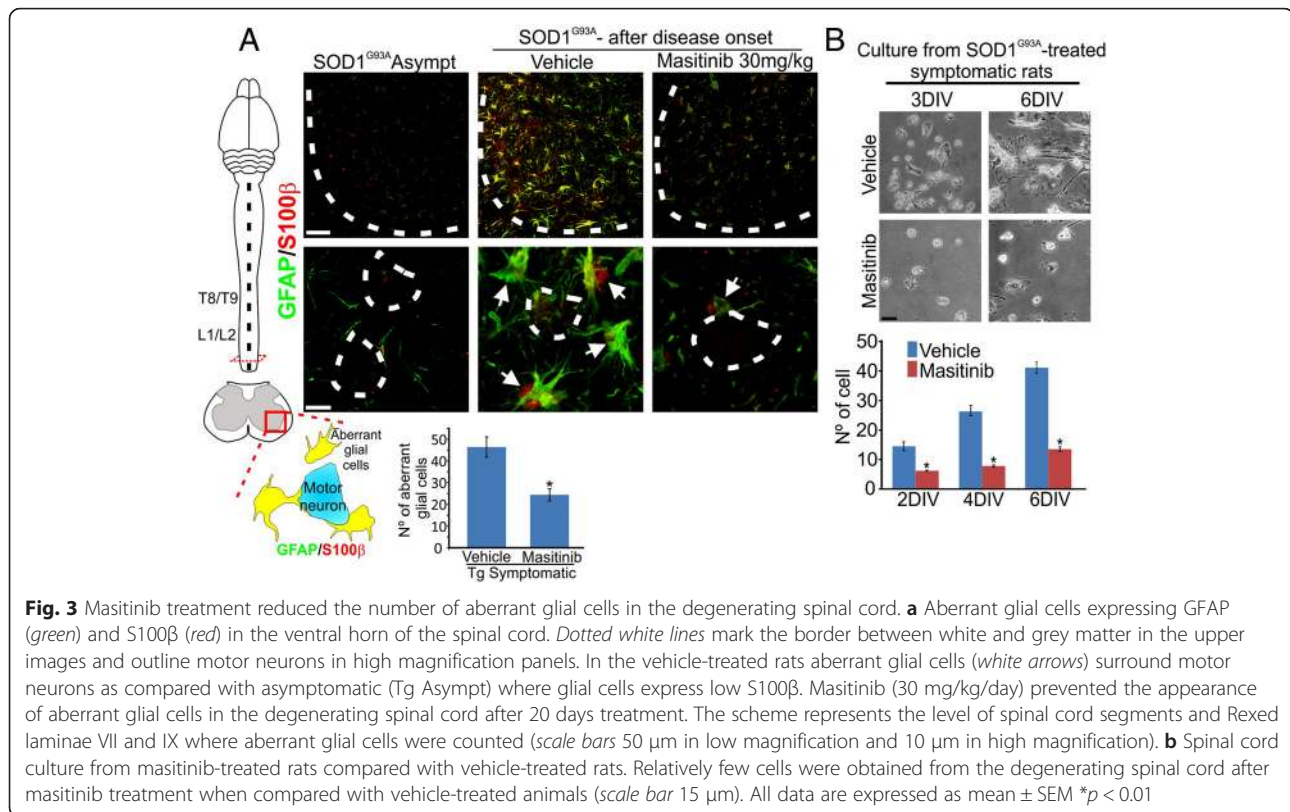 A
SOD1G93A Asympt
SOD1G93A- after disease onset
Vehicle
Masitinib 30mg/kg
GFAP/S100β
T8/T9
L1/L2
Aberrant
glial
cells
Motor
neuron
GFAP/S100β
Nº of aberrant
glial cells
50
40
30
20
10
0
Vehicle
Masitinib
*
Tg Symptomatic
B
Culture from SOD1G93A-treated
symptomatic rats
3DIV
6DIV
Vehicle
Masitinib
Vehicle
Masitinib
Nº of cell
50
40
30
20
10
0
*
*
*
2DIV
4DIV
6DIV
Fig. 3 Masitinib treatment reduced the number of aberrant glial cells in the degenerating spinal cord. a Aberrant glial cells expressing GFAP
(green) and S100β (red) in the ventral horn of the spinal cord. Dotted white lines mark the border between white and grey matter in the upper
images and outline motor neurons in high magnification panels. In the vehicle-treated rats aberrant glial cells (white arrows) surround motor
neurons as compared with asymptomatic (Tg Asympt) where glial cells express low S100β. Masitinib (30 mg/kg/day) prevented the appearance
of aberrant glial cells in the degenerating spinal cord after 20 days treatment. The scheme represents the level of spinal cord segments and Rexed
laminae VII and IX where aberrant glial cells were counted (scale bars 50 μm in low magnification and 10 μm in high magnification). b Spinal cord
culture from masitinib-treated rats compared with vehicle-treated rats. Relatively few cells were obtained from the degenerating spinal cord after
masitinib treatment when compared with vehicle-treated animals (scale bar 15 μm). All data are expressed as mean ± SEM *p < 0.01